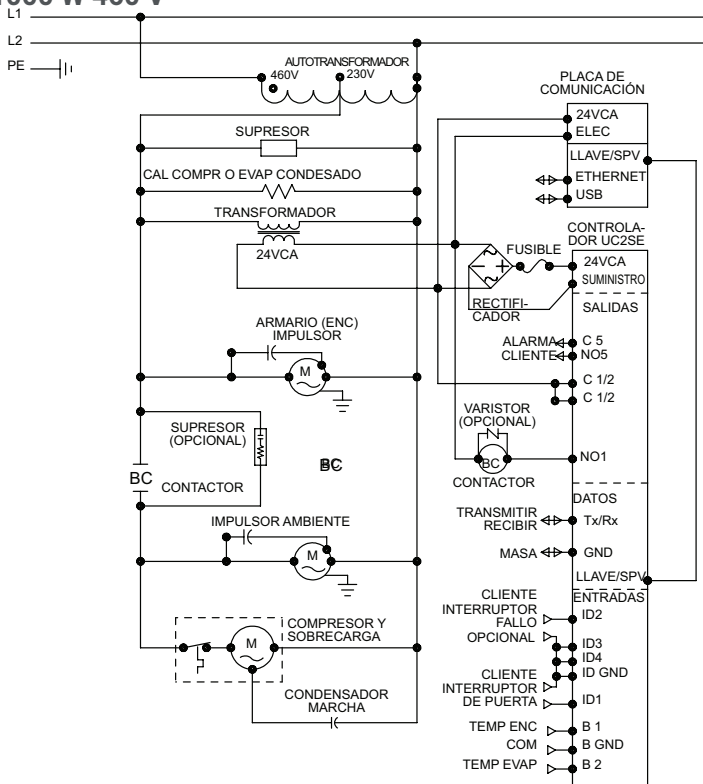 1000 W 460 V
L1
L2
PE
AUTOTRANSFORMADOR
460V
230V
SUPRESOR
CAL COMPR O EVAP CONDESADO
TRANSFORMADOR
24VCA
ARMARIO (ENC)
IMPULSOR
M
SUPRESOR
(OPCIONAL)
BC
BC
CONTACTOR
IMPULSOR AMBIENTE
M
COMPRESOR Y
SOBRECARGA
M
CONDENSADOR
MARCHA
PLACA DE
COMUNICACIÓN
24VCA
ELEC
LLAVE/SPV
ETHERNET
USB
CONTROLA-
DOR UC2SE
FUSIBLE
24VCA
SUMINISTRO
RECTIFI-
CADOR
SALIDAS
ALARMA
CLIENTE
C 5
NO5
C 1/2
C 1/2
VARISTOR
(OPCIONAL)
BC
CONTACTOR
NO1
DATOS
TRANSMITIR
RECIBIR
Tx/Rx
MASA
GND
LLAVE/SPV
ENTRADAS
CLIENTE
INTERRUPTOR
FALLO
ID2
OPCIONAL
ID3
ID4
ID GND
CLIENTE
INTERRUPTOR
DE PUERTA
ID1
TEMP ENC
B 1
COM
B GND
TEMP EVAP
B 2